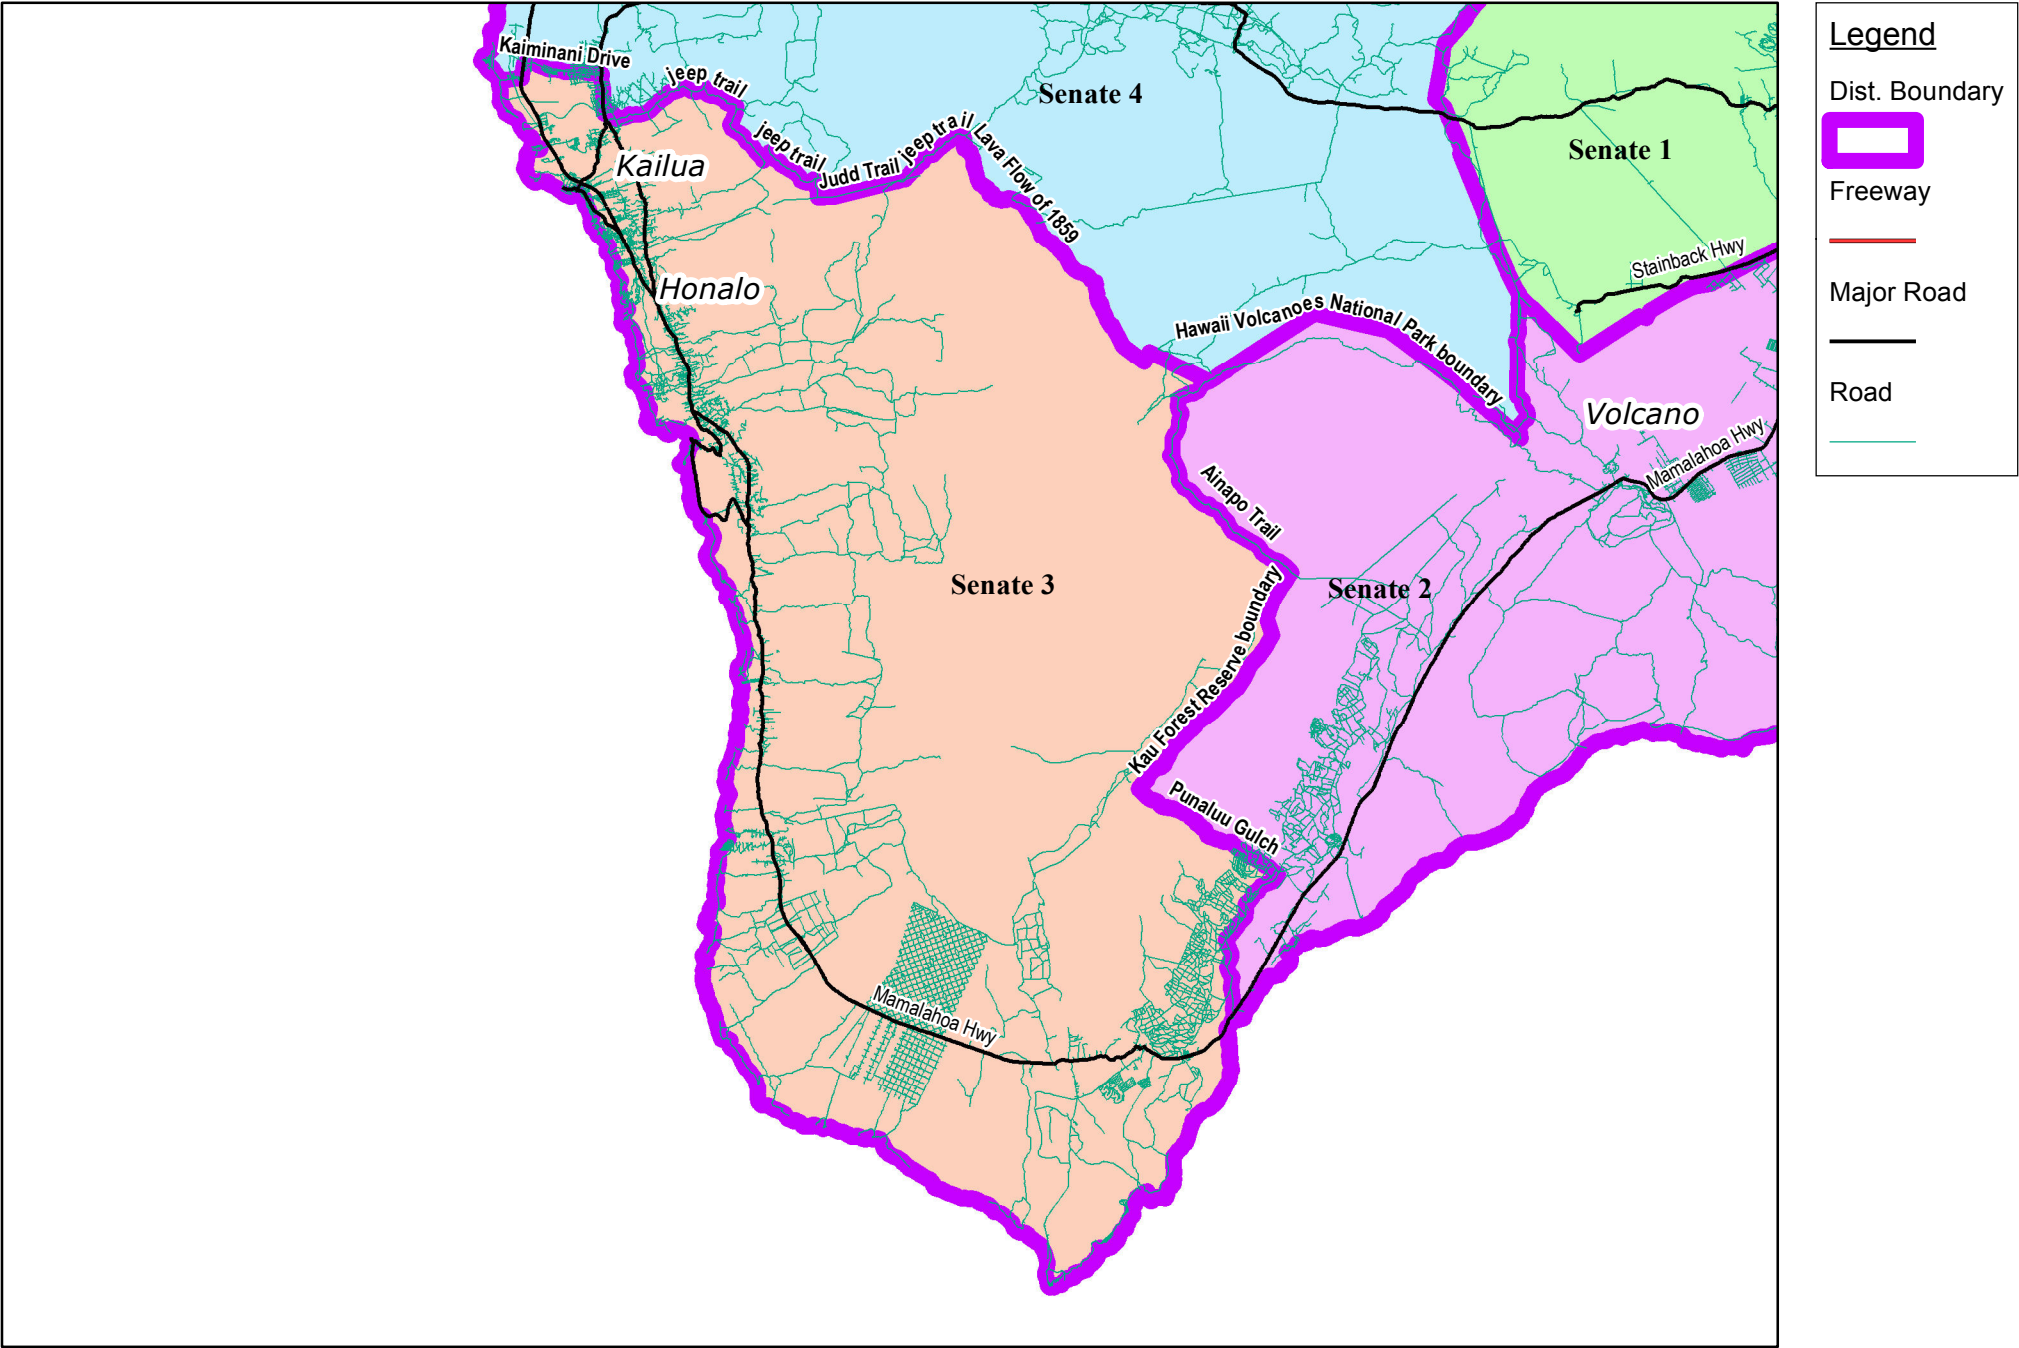 Kaiminani Drive
jeep trail
Senate 4
jeep trail
Judd Trail
jeep trail
Lava Flow of 1859
Senate 1
Kailua
Stainback Hwy
Honalo
Hawaii Volcanoes National Park boundary
Volcano
Mamalahoa Hwy
Ainapo Trail
Senate 3
Senate 2
Kau Forest Reserve boundary
Punaluu Gulch
Mamalahoa Hwy
Legend
Dist. Boundary
Freeway
Major Road
Road